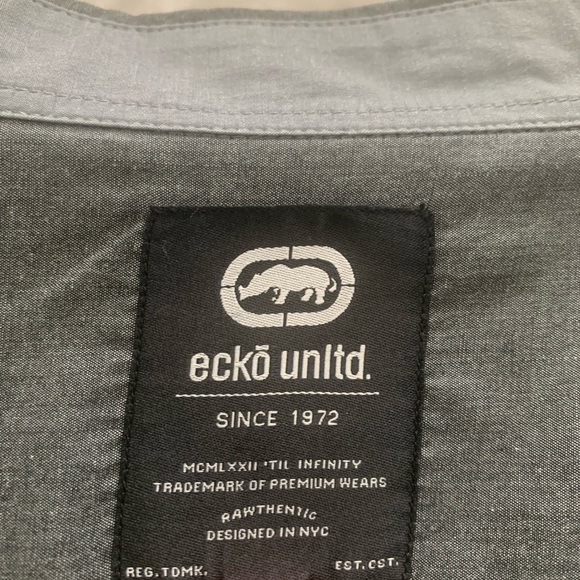 eckō unltd.
SINCE 1972
MCMLXXII 'TIL INFINITY
TRADEMARK OF PREMIUM WEARS
RAWTHENTIC
DESIGNED IN NYC
REG.TDMK. EST.CST.